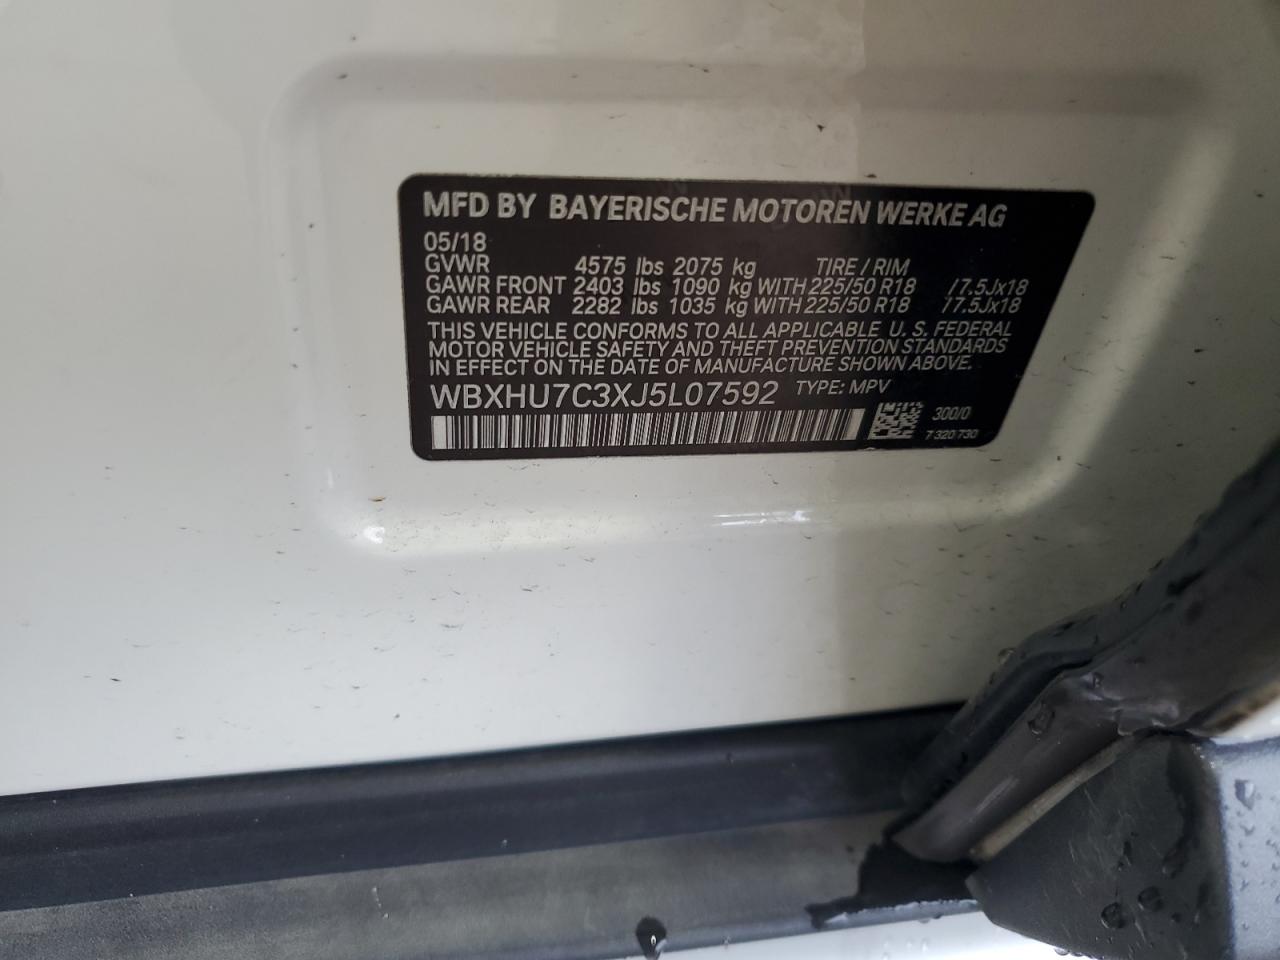 MFD BY BAYERISCHE MOTOREN WERKE AG
05/18
GVWR 4575 lbs 2075 kg TIRE / RIM
GAWR FRONT 2403 lbs 1090 kg WITH 225/50 R18 /7.5Jx18
GAWR REAR 2282 lbs 1035 kg WITH 225/50 R18 /7.5Jx18
THIS VEHICLE CONFORMS TO ALL APPLICABLE U. S. FEDERAL
MOTOR VEHICLE SAFETY AND THEFT PREVENTION STANDARDS
IN EFFECT ON THE DATE OF MANUFACTURE SHOWN ABOVE.
WBXHU7C3XJ5L07592 TYPE: MPV
300/0
7 320 730